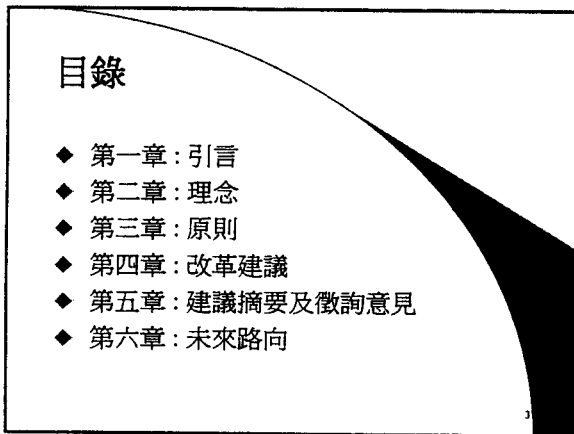 目錄
◆ 第一章 : 引言
◆ 第二章 : 理念
◆ 第三章 : 原則
◆ 第四章 : 改革建議
◆ 第五章 : 建議摘要及徵詢意見
◆ 第六章 : 未來路向
3